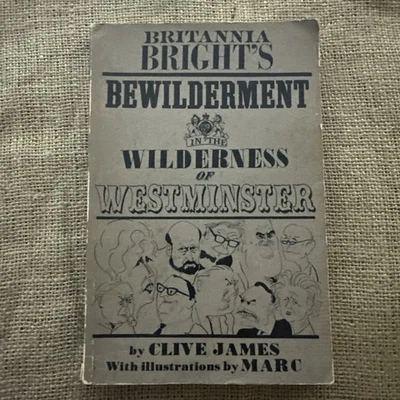 BRITANNIA
BRIGHT'S
BEWILDERMENT
IN THE
WILDERNESS
OF
WESTMINSTER
by CLIVE JAMES
With illustrations by MARC